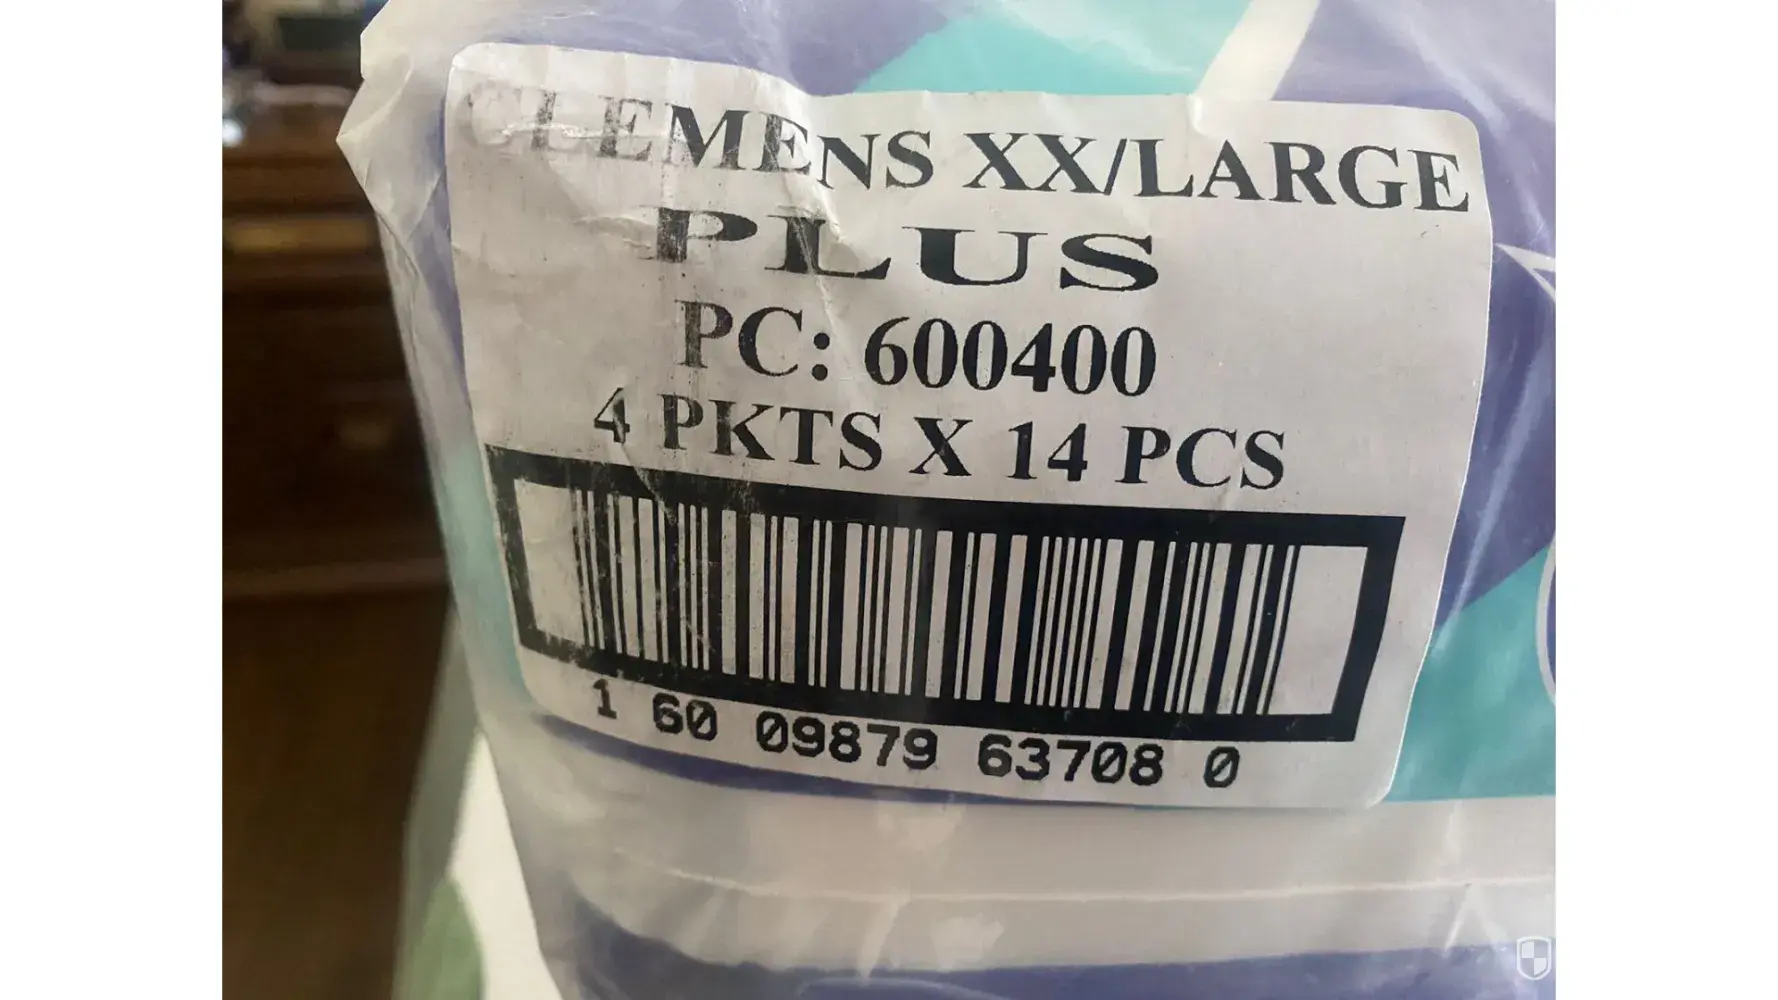 CLEMENS XX/LARGE
PLUS
PC: 600400
4 PKTS X 14 PCS
1 60 09879 63708 0